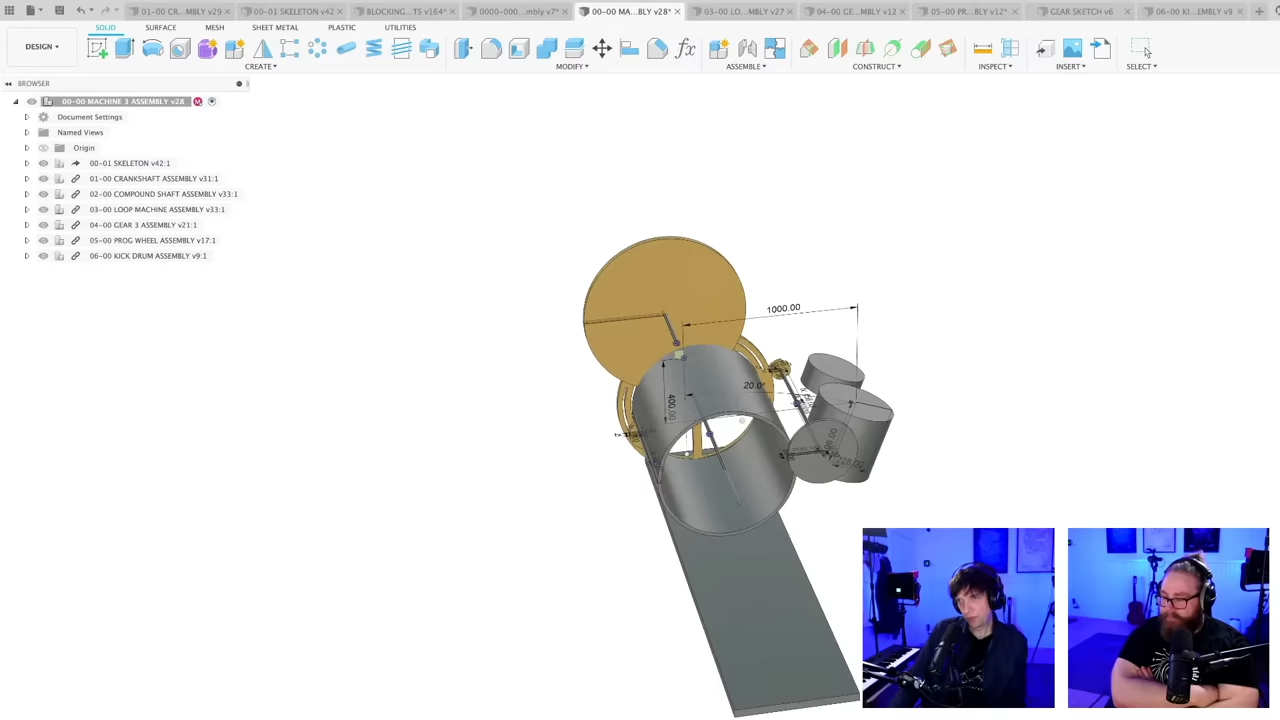 01-00 CR...MBLY v29
00-01 SKELETON v42
BLOCKING...TS v164*
0000-000...mbly v7*
00-00 MA...BLY v28*
03-00 LO...MBLY v27
04-00 GE...MBLY v12
05-00 PR...BLY v12*
GEAR SKETCH v6
06-00 KI...EMBLY v9
DESIGN
SOLID
SURFACE
MESH
SHEET METAL
PLASTIC
UTILITIES
CREATE
MODIFY
ASSEMBLE
CONSTRUCT
INSPECT
INSERT
SELECT
BROWSER
00-00 MACHINE 3 ASSEMBLY v28
Document Settings
Named Views
Origin
00-01 SKELETON v42:1
01-00 CRANKSHAFT ASSEMBLY v31:1
02-00 COMPOUND SHAFT ASSEMBLY v33:1
03-00 LOOP MACHINE ASSEMBLY v33:1
04-00 GEAR 3 ASSEMBLY v21:1
05-00 PROG WHEEL ASSEMBLY v17:1
06-00 KICK DRUM ASSEMBLY v9:1
1000.00
20.0°
400.00